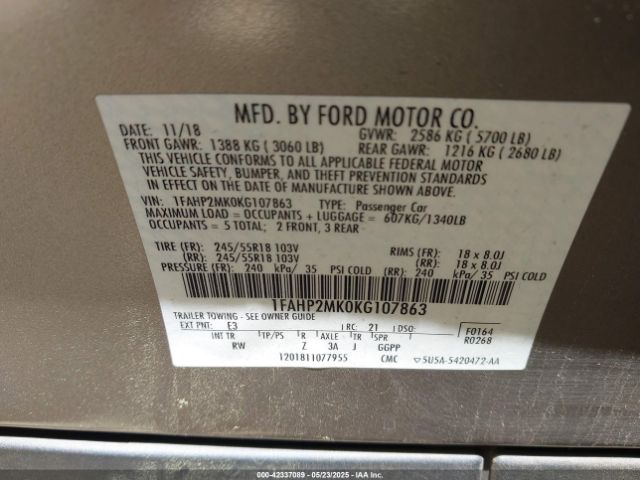 MFD. BY FORD MOTOR CO.
DATE: 11/18 GVWR: 2586 KG ( 5700 LB)
FRONT GAWR: 1388 KG ( 3060 LB) REAR GAWR: 1216 KG ( 2680 LB)
THIS VEHICLE CONFORMS TO ALL APPLICABLE FEDERAL MOTOR
VEHICLE SAFETY, BUMPER, AND THEFT PREVENTION STANDARDS
IN EFFECT ON THE DATE OF MANUFACTURE SHOWN ABOVE.
VIN: 1FAHP2MK0KG107863 TYPE: Passenger Car
MAXIMUM LOAD = OCCUPANTS + LUGGAGE = 607KG/1340LB
OCCUPANTS = 5 TOTAL; 2 FRONT, 3 REAR
TIRE (FR): 245/55R18 103V RIMS (FR): 18 x 8.0J
(RR): 245/55R18 103V (RR): 18 x 8.0J
PRESSURE (FR): 240 kPa/ 35 PSI COLD (RR): 240 kPa/ 35 PSI COLD
1FAHP2MK0KG107863
TRAILER TOWING - SEE OWNER GUIDE
EXT PNT: E3 RC: 21 DSO: F0164
INT TR TP/PS R AXLE TR SPR R0268
RW Z 3A J GGPP
1201811077955 CMC ▽5U5A-5420472-AA
000-42337089 - 05/23/2025 - IAAI.COM